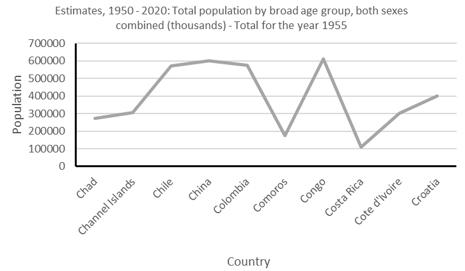 Estimates, 1950 - 2020: Total population by broad age group, both sexes
combined (thousands) - Total for the year 1955
Population
700000
600000
500000
400000
300000
200000
100000
0
Chad
Channel Islands
Chile
China
Colombia
Comoros
Congo
Costa Rica
Cote d'Ivoire
Croatia
Country